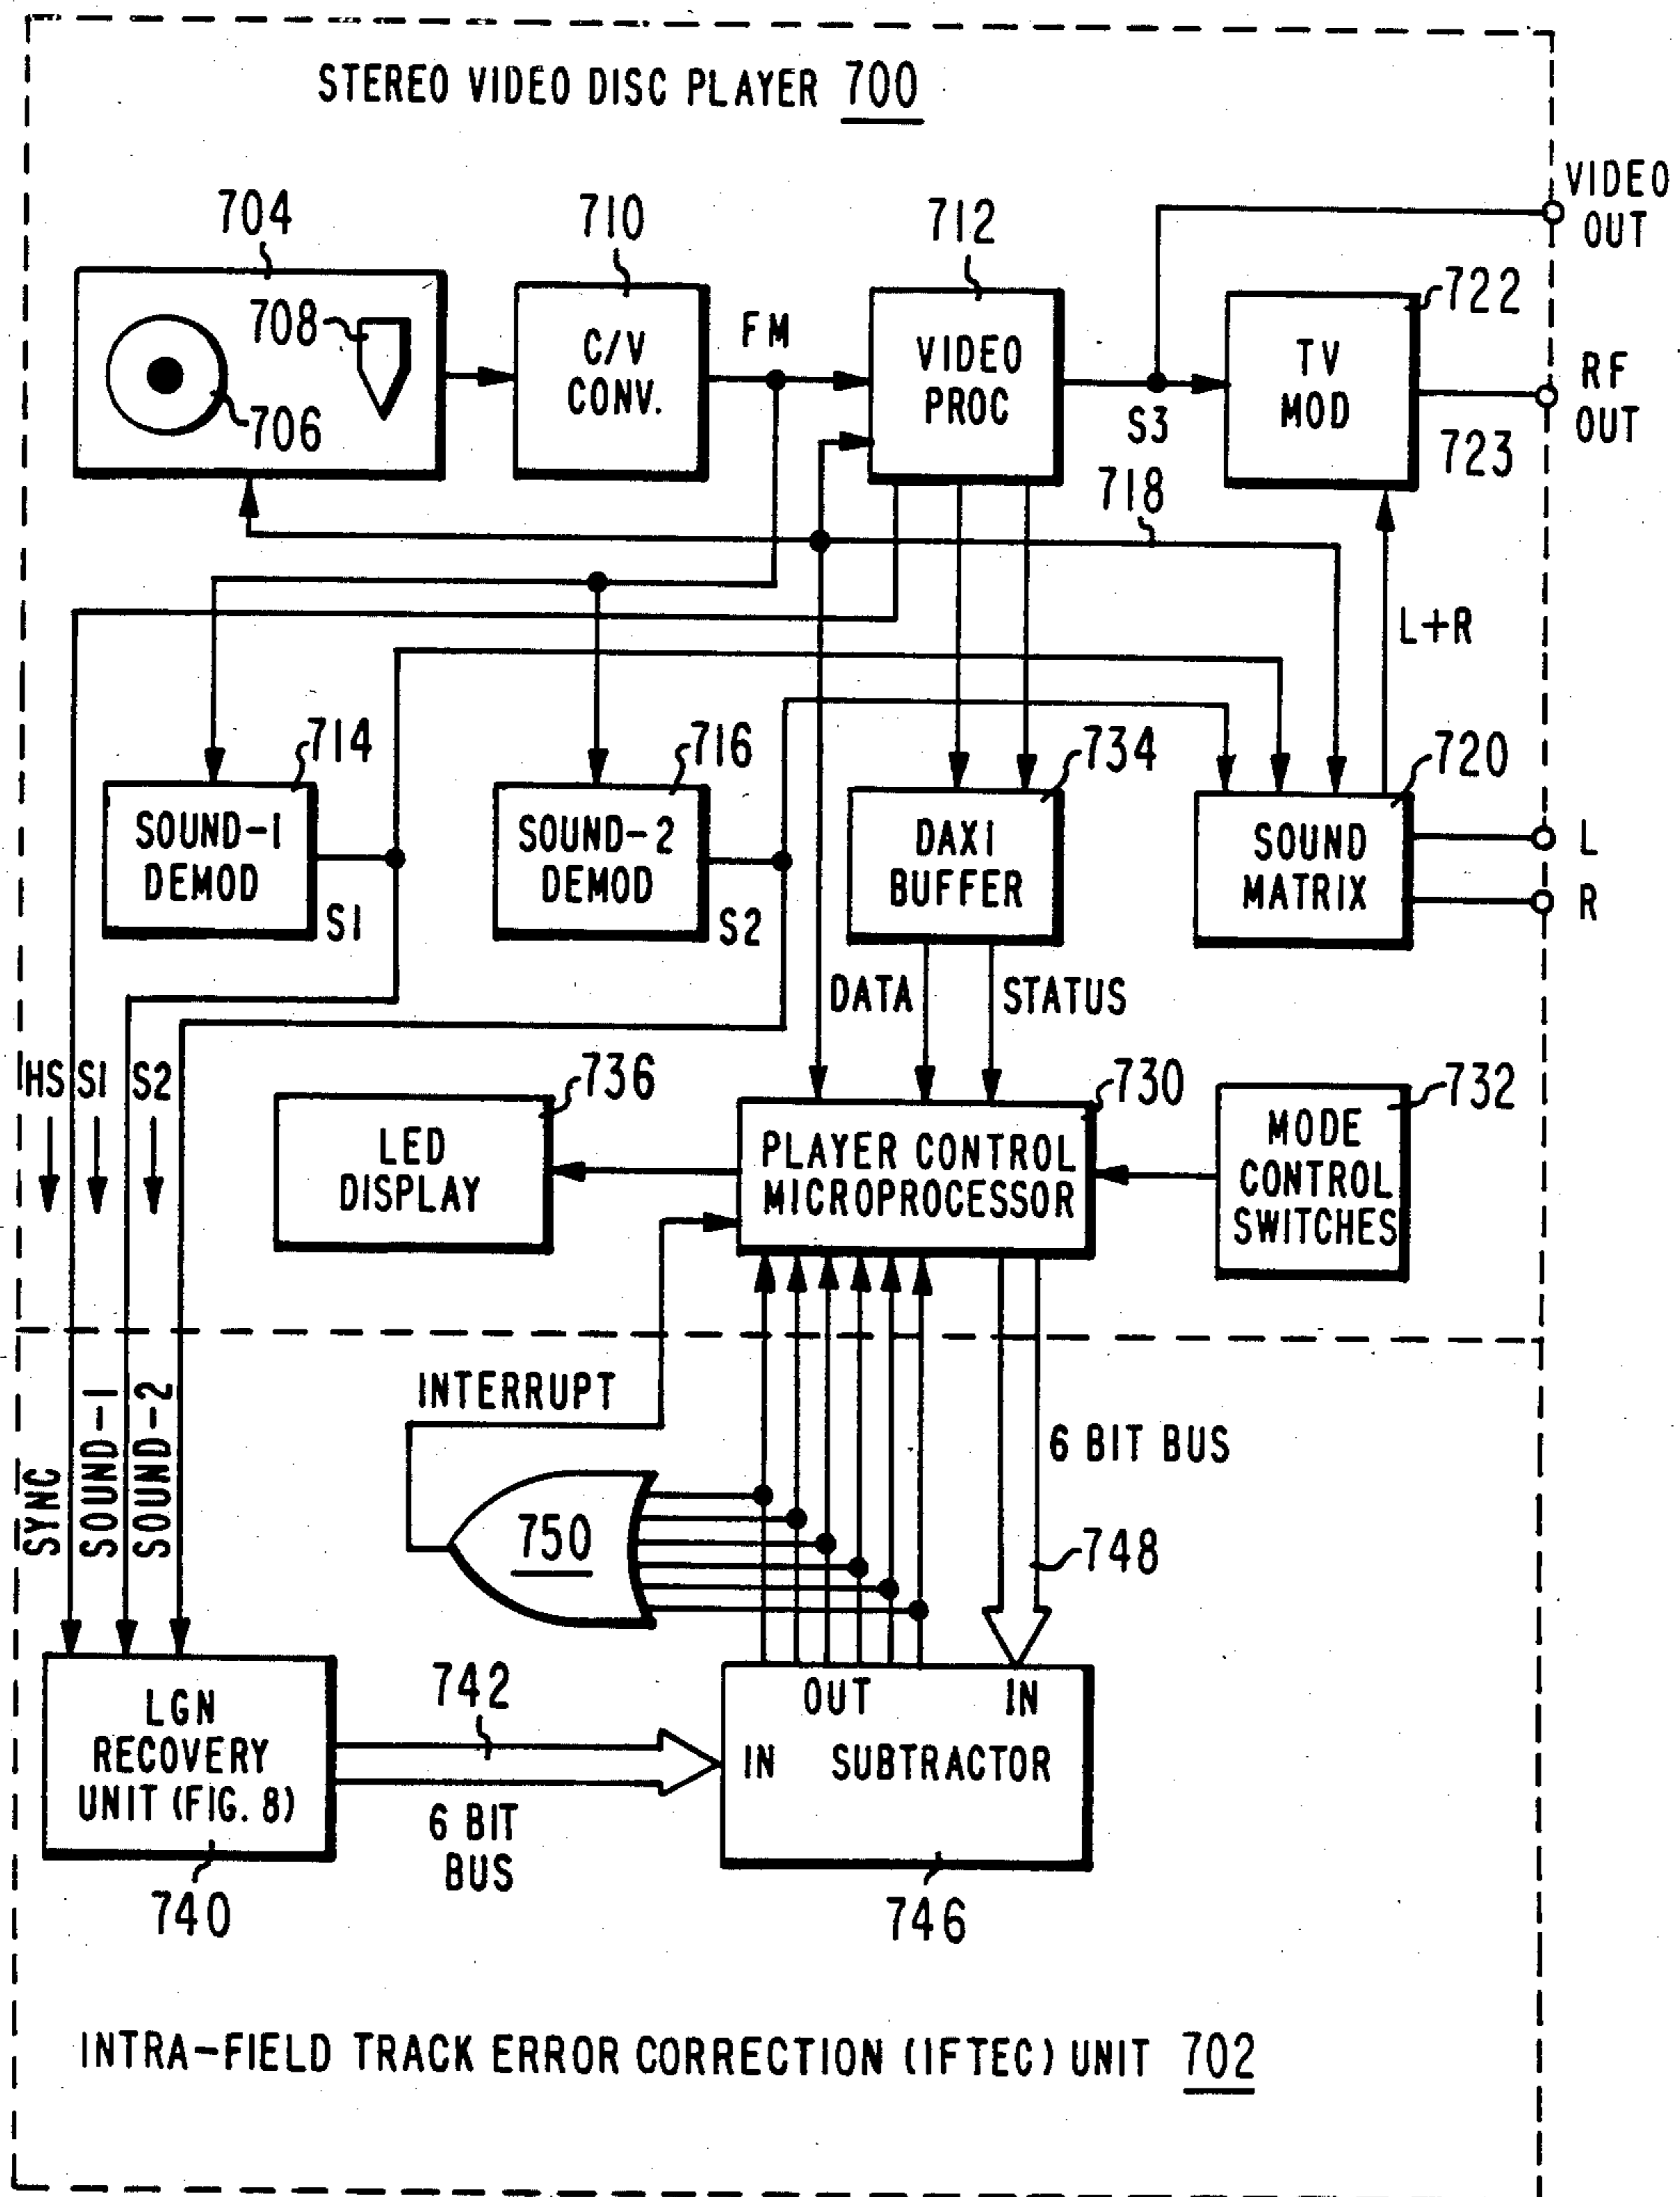 STEREO VIDEO DISC PLAYER 700
VIDEO
OUT
704
710
712
722
708
706
C/V
CONV.
FM
VIDEO
PROC
S3
TV
MOD
RF
OUT
723
718
L+R
714
716
734
720
SOUND-1
DEMOD
S1
SOUND-2
DEMOD
S2
DAXI
BUFFER
SOUND
MATRIX
L
R
DATA
STATUS
HS
S1
S2
736
730
732
LED
DISPLAY
PLAYER CONTROL
MICROPROCESSOR
MODE
CONTROL
SWITCHES
INTERRUPT
SYNC
SOUND-1
SOUND-2
6 BIT BUS
750
748
LGN
RECOVERY
UNIT (FIG. 8)
742
6 BIT
BUS
OUT
IN
IN
SUBTRACTOR
740
746
INTRA-FIELD TRACK ERROR CORRECTION (IFTEC) UNIT 702